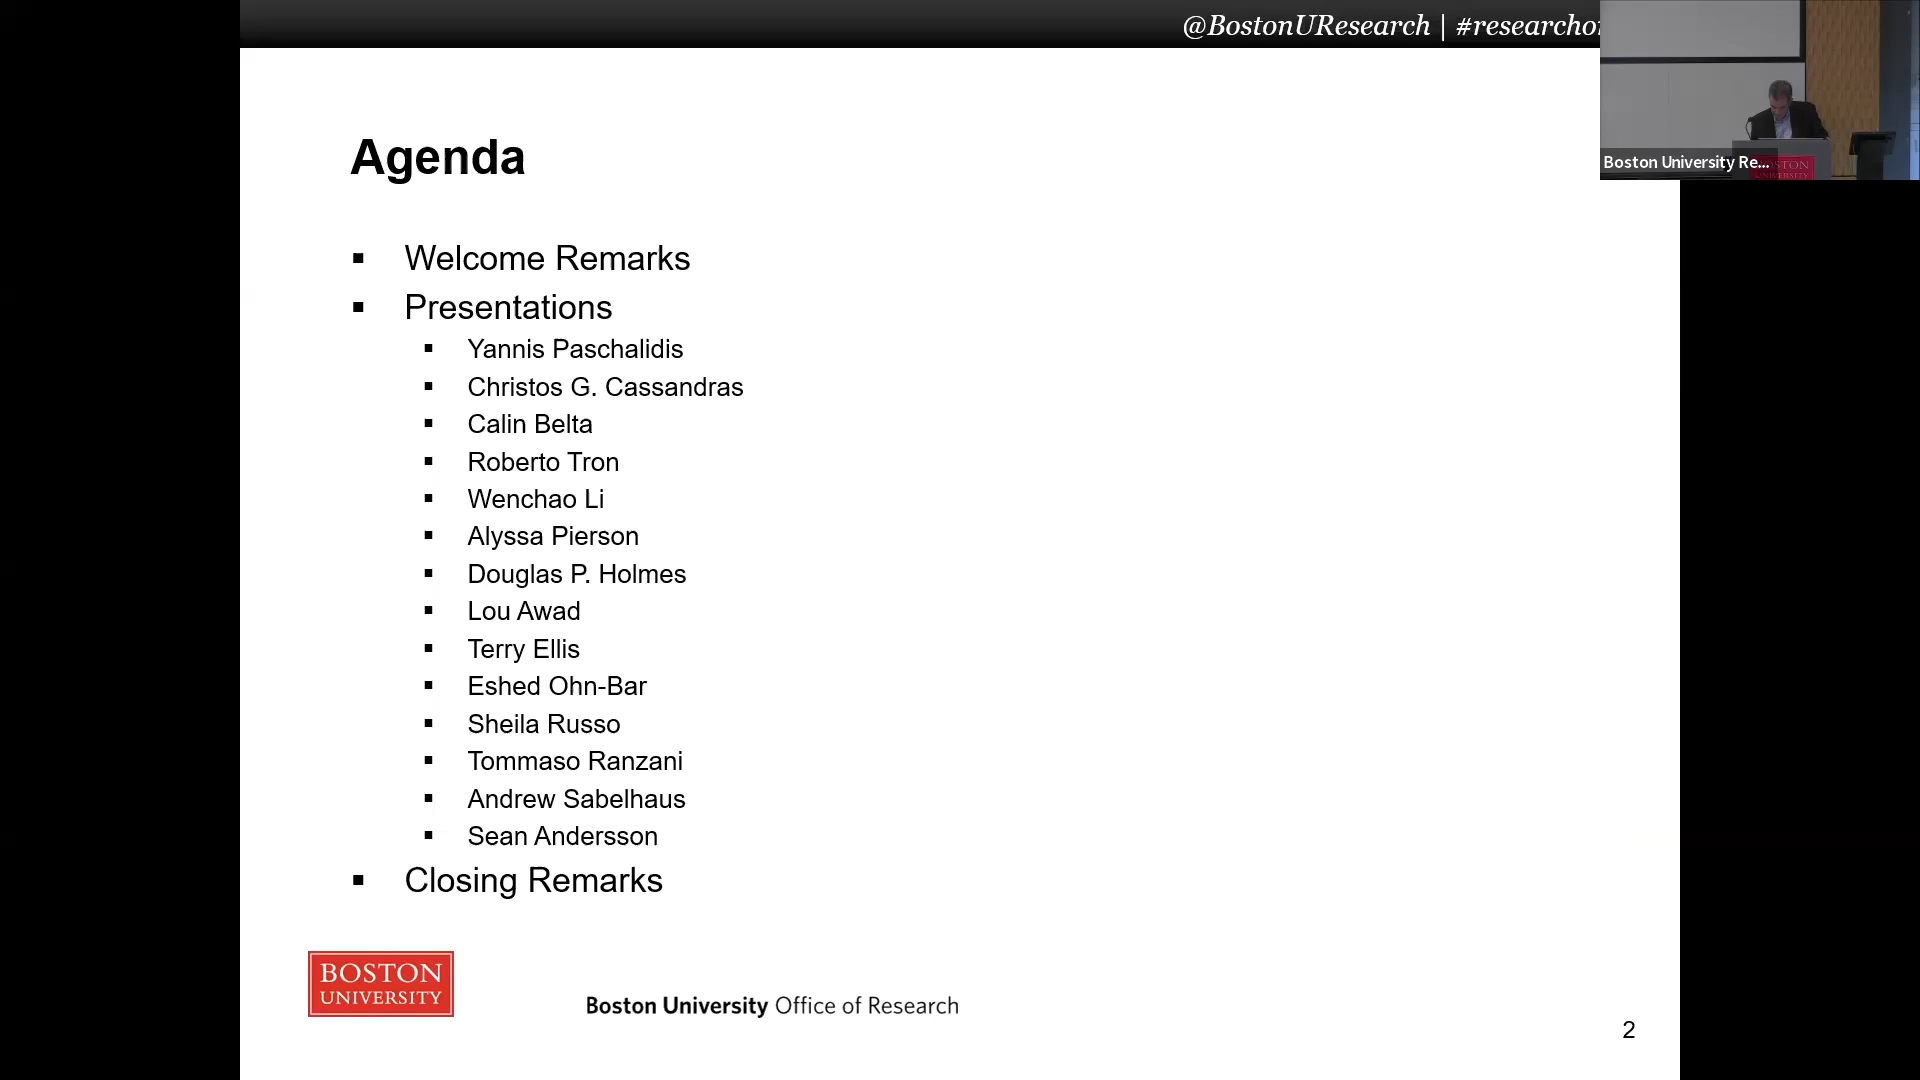 @BostonUResearch | #researcho
Agenda
▪ Welcome Remarks
▪ Presentations
▪ Yannis Paschalidis
▪ Christos G. Cassandras
▪ Calin Belta
▪ Roberto Tron
▪ Wenchao Li
▪ Alyssa Pierson
▪ Douglas P. Holmes
▪ Lou Awad
▪ Terry Ellis
▪ Eshed Ohn-Bar
▪ Sheila Russo
▪ Tommaso Ranzani
▪ Andrew Sabelhaus
▪ Sean Andersson
▪ Closing Remarks
BOSTON
UNIVERSITY
Boston University Office of Research
2
Boston University Re...
BOSTON
UNIVERSITY